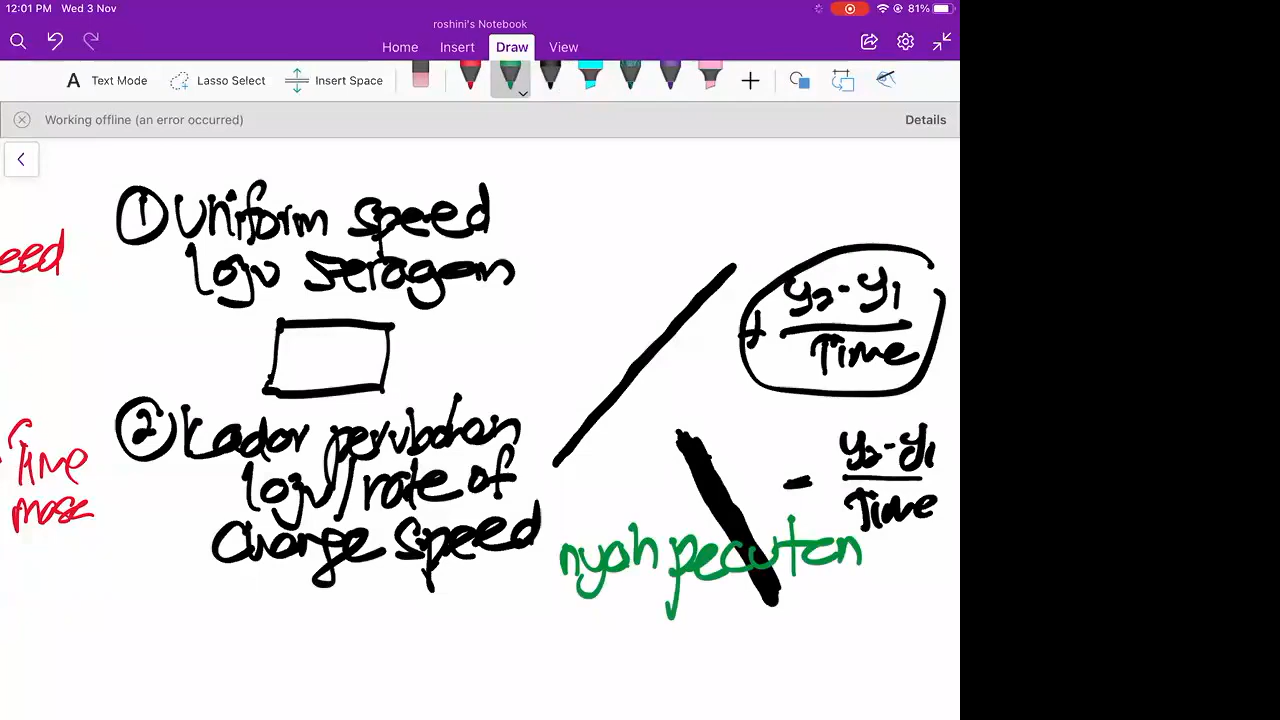 12:01 PM Wed 3 Nov
81%
roshini's Notebook
Home Insert Draw View
A Text Mode Lasso Select Insert Space
Working offline (an error occurred)
Details
① Uniform speed
laju seragam
eed
② Kadar perubahan
laju / rate of
change speed
Time
masa
+ y2 - y1
Time
- y2 - y1
Time
nyah pecutan